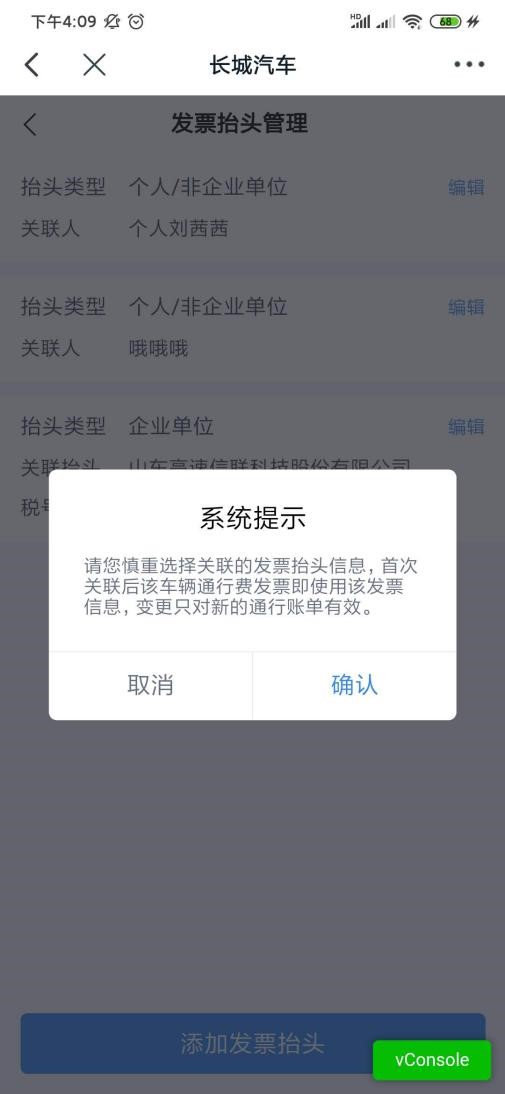 下午4:09
HD
68
长城汽车
发票抬头管理
抬头类型 个人/非企业单位 编辑
关联人 个人刘茜茜
抬头类型 个人/非企业单位 编辑
关联人 哦哦哦
抬头类型 企业单位 编辑
关联抬头 山东高速信联科技股份有限公司
税号
系统提示
请您慎重选择关联的发票抬头信息，首次
关联后该车辆通行费发票即使用该发票
信息，变更只对新的通行账单有效。
取消 确认
添加发票抬头
vConsole